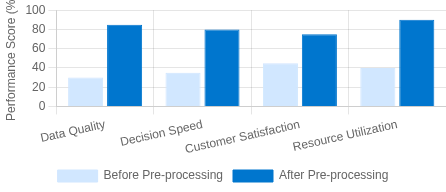 Performance Score (%
100
80
60
40
20
0
Data Quality
Decision Speed
Customer Satisfaction
Resource Utilization
Before Pre-processing
After Pre-processing